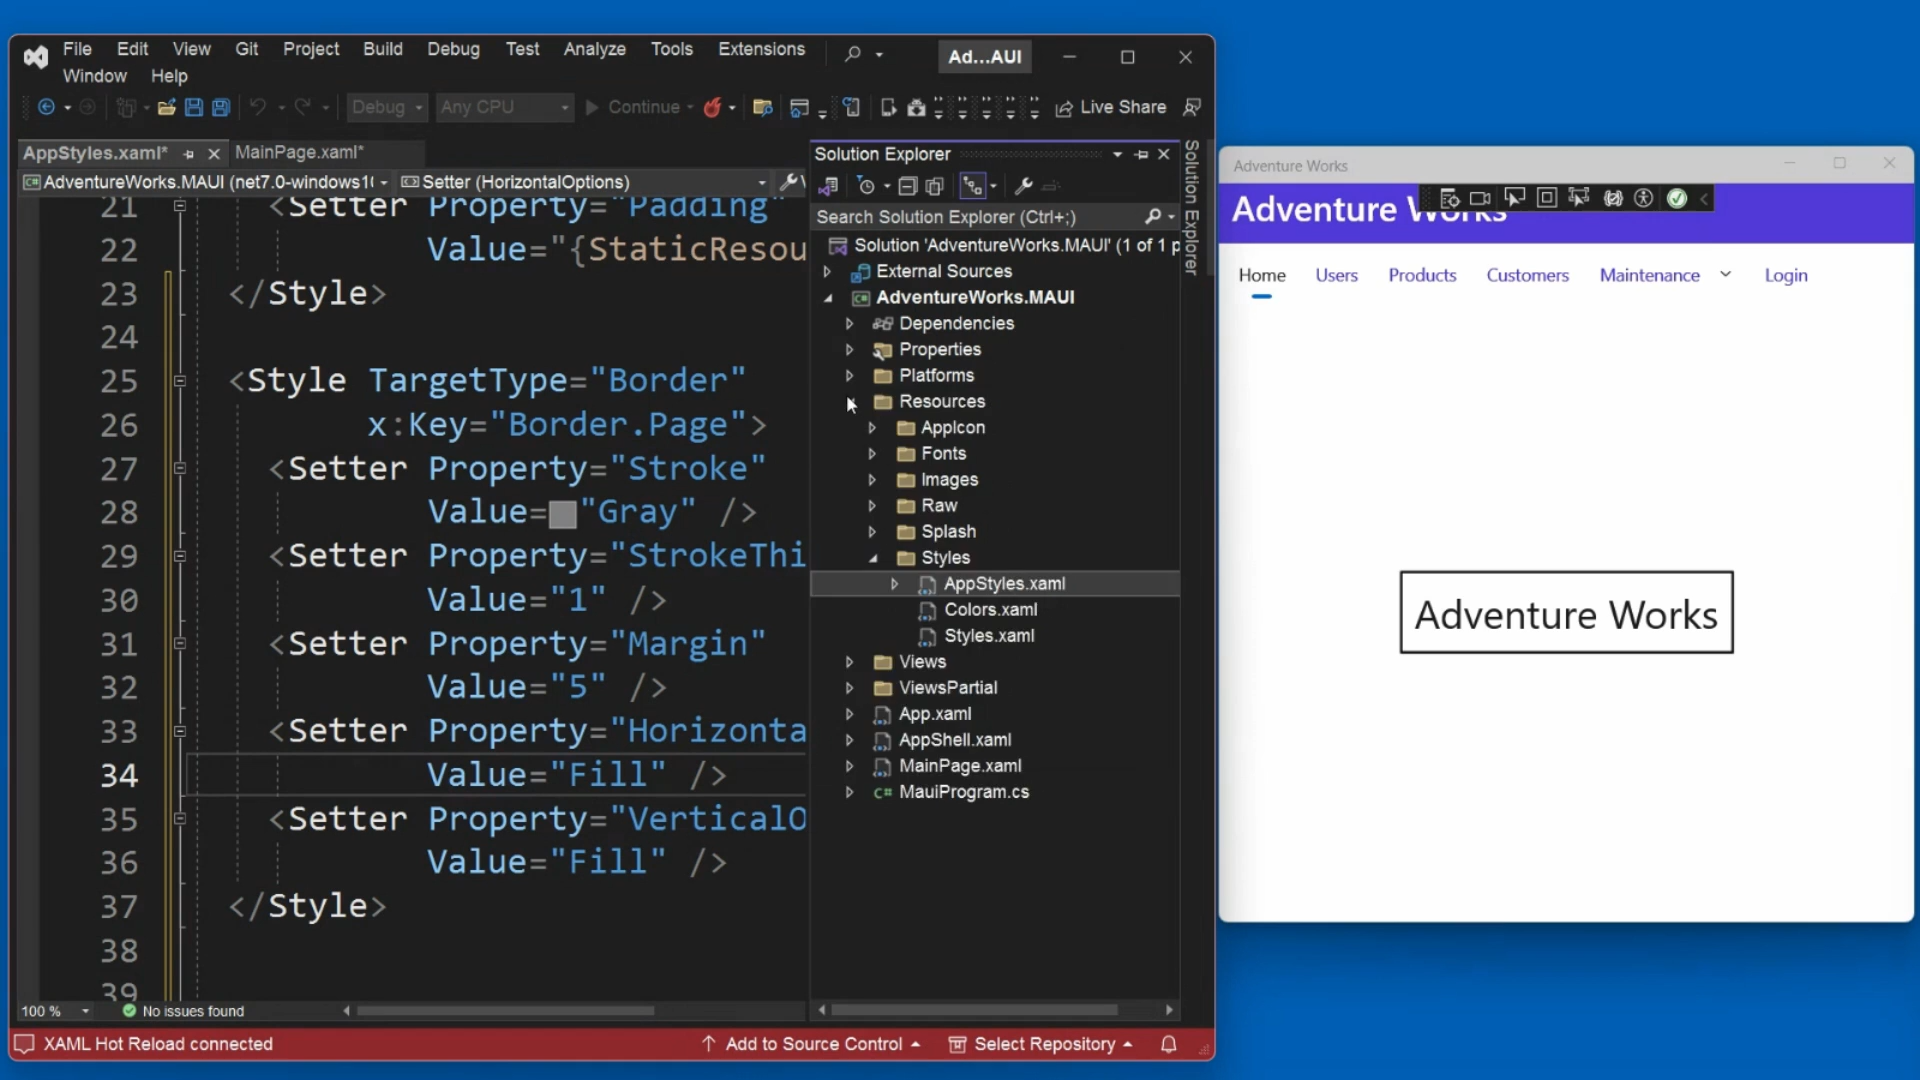 File Edit View Git Project Build Debug Test Analyze Tools Extensions
Window Help
Ad...AUI
Debug Any CPU Continue Live Share
AppStyles.xaml* MainPage.xaml*
AdventureWorks.MAUI (net7.0-windows1 Setter (HorizontalOptions)
21 <Setter Property="Padding"
22 Value="{StaticResou
23 </Style>
24
25 <Style TargetType="Border"
26 x:Key="Border.Page">
27 <Setter Property="Stroke"
28 Value="Gray" />
29 <Setter Property="StrokeThi
30 Value="1" />
31 <Setter Property="Margin"
32 Value="5" />
33 <Setter Property="Horizonta
34 Value="Fill" />
35 <Setter Property="VerticalO
36 Value="Fill" />
37 </Style>
38
39
100 % No issues found
Solution Explorer
Search Solution Explorer (Ctrl+;)
Solution 'AdventureWorks.MAUI' (1 of 1 p
External Sources
AdventureWorks.MAUI
Dependencies
Properties
Platforms
Resources
AppIcon
Fonts
Images
Raw
Splash
Styles
AppStyles.xaml
Colors.xaml
Styles.xaml
Views
ViewsPartial
App.xaml
AppShell.xaml
MainPage.xaml
C# MauiProgram.cs
Solution Explorer
XAML Hot Reload connected Add to Source Control Select Repository
Adventure Works
Adventure Works
Home Users Products Customers Maintenance Login
Adventure Works